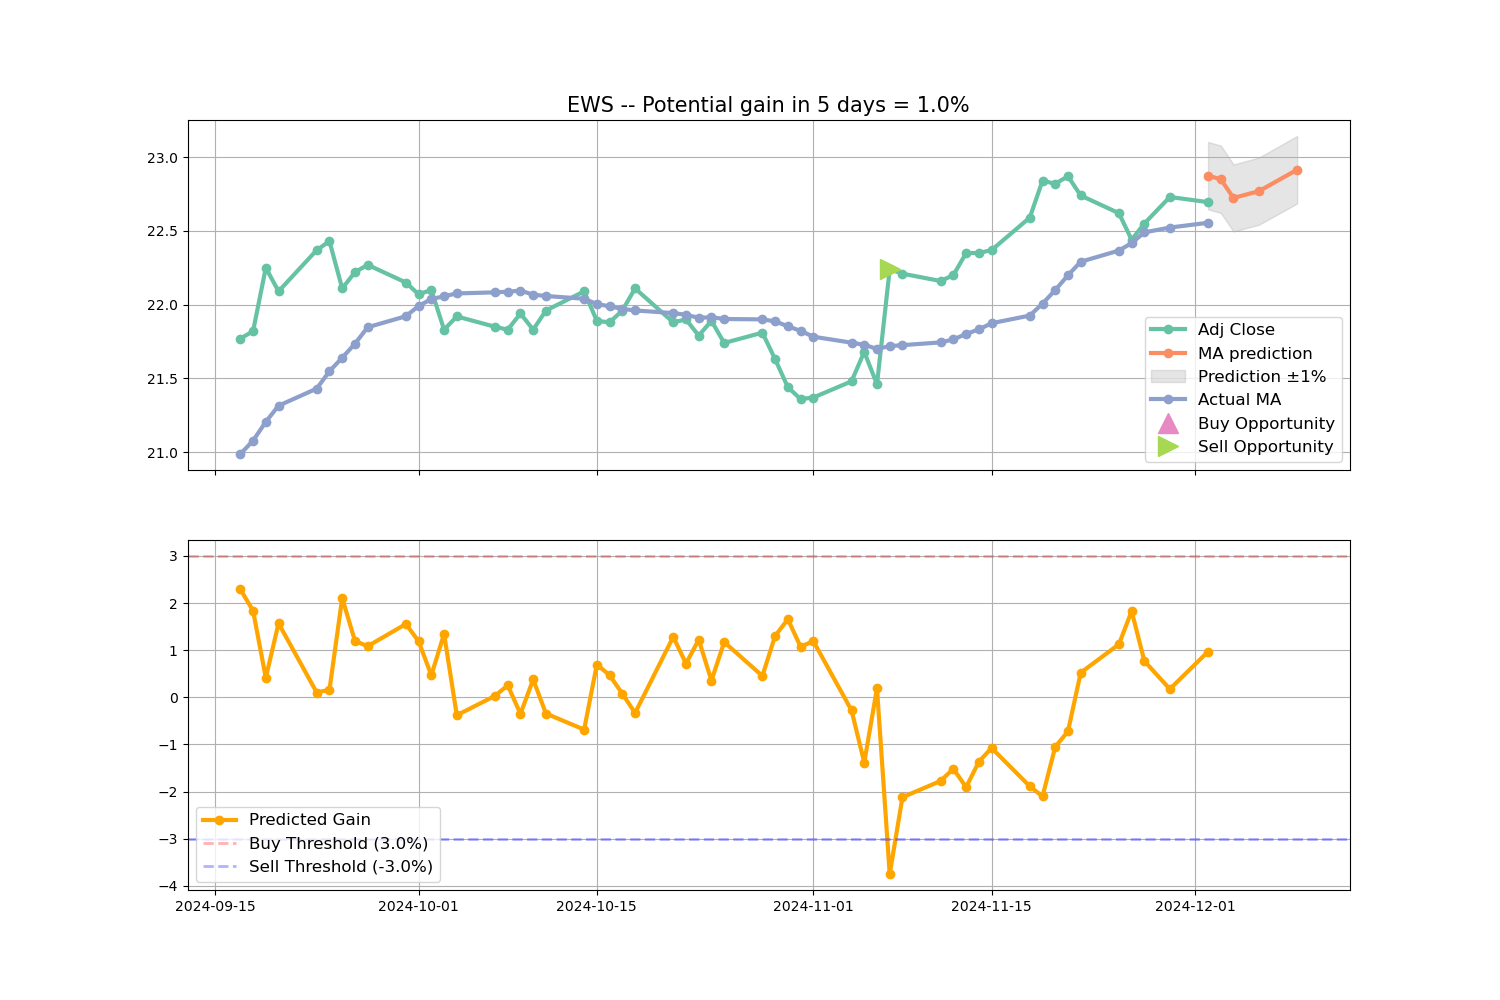 EWS -- Potential gain in 5 days = 1.0%
23.0
22.5
22.0
21.5
21.0
Adj Close
MA prediction
Prediction ±1%
Actual MA
Buy Opportunity
Sell Opportunity
3
2
1
0
−1
−2
−3
−4
Predicted Gain
Buy Threshold (3.0%)
Sell Threshold (-3.0%)
2024-09-15 2024-10-01 2024-10-15 2024-11-01 2024-11-15 2024-12-01